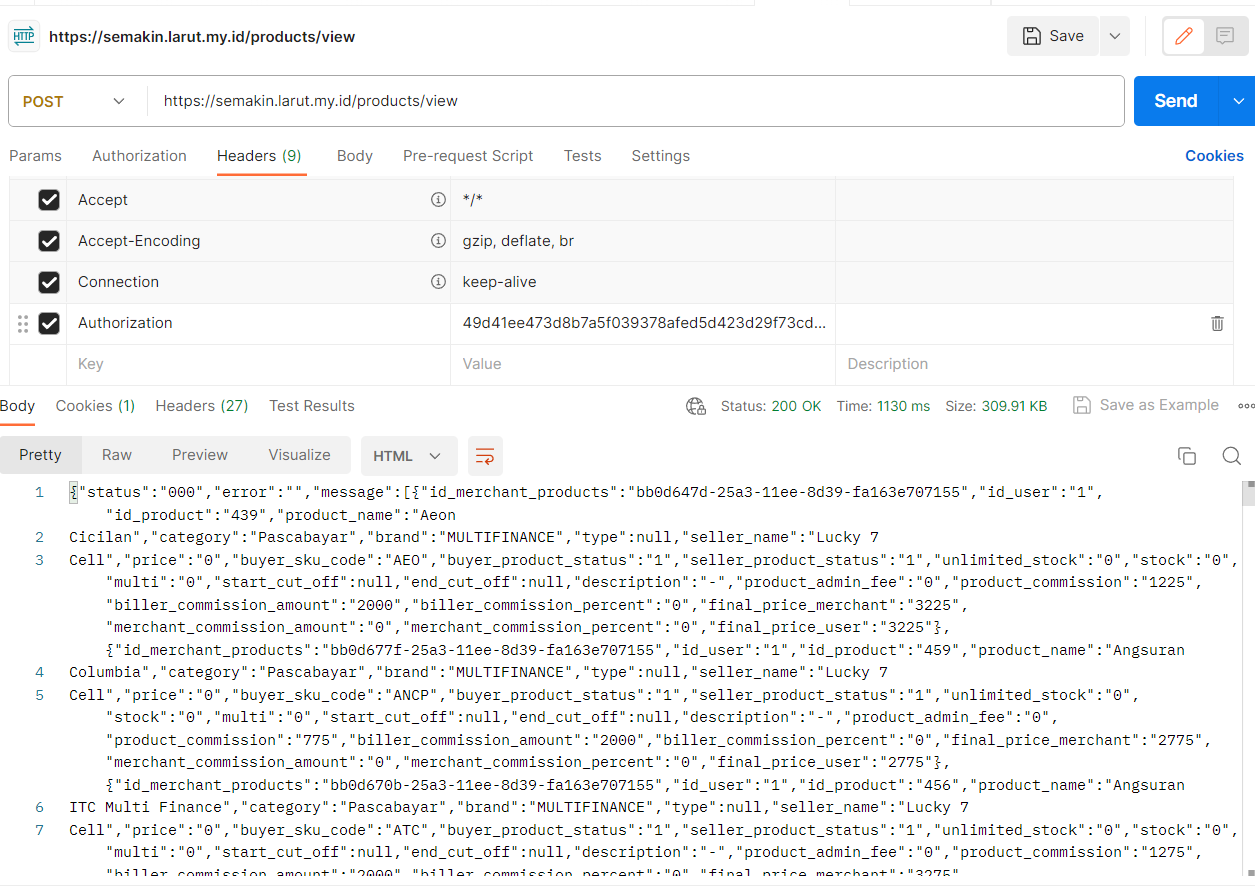 HTTP https://semakin.larut.my.id/products/view Save
POST https://semakin.larut.my.id/products/view Send
Params Authorization Headers (9) Body Pre-request Script Tests Settings Cookies
Accept */*
Accept-Encoding gzip, deflate, br
Connection keep-alive
Authorization 49d41ee473d8b7a5f039378afed5d423d29f73cd...
Key Value Description
Body Cookies (1) Headers (27) Test Results Status: 200 OK Time: 1130 ms Size: 309.91 KB Save as Example
Pretty Raw Preview Visualize HTML
1 {"status":"000","error":"","message":[{"id_merchant_products":"bb0d647d-25a3-11ee-8d39-fa163e707155","id_user":"1",
"id_product":"439","product_name":"Aeon
2 Cicilan","category":"Pascabayar","brand":"MULTIFINANCE","type":null,"seller_name":"Lucky 7
3 Cell","price":"0","buyer_sku_code":"AEO","buyer_product_status":"1","seller_product_status":"1","unlimited_stock":"0","stock":"0",
"multi":"0","start_cut_off":null,"end_cut_off":null,"description":"-","product_admin_fee":"0","product_commission":"1225",
"biller_commission_amount":"2000","biller_commission_percent":"0","final_price_merchant":"3225",
"merchant_commission_amount":"0","merchant_commission_percent":"0","final_price_user":"3225"},
{"id_merchant_products":"bb0d677f-25a3-11ee-8d39-fa163e707155","id_user":"1","id_product":"459","product_name":"Angsuran
4 Columbia","category":"Pascabayar","brand":"MULTIFINANCE","type":null,"seller_name":"Lucky 7
5 Cell","price":"0","buyer_sku_code":"ANCP","buyer_product_status":"1","seller_product_status":"1","unlimited_stock":"0",
"stock":"0","multi":"0","start_cut_off":null,"end_cut_off":null,"description":"-","product_admin_fee":"0",
"product_commission":"775","biller_commission_amount":"2000","biller_commission_percent":"0","final_price_merchant":"2775",
"merchant_commission_amount":"0","merchant_commission_percent":"0","final_price_user":"2775"},
{"id_merchant_products":"bb0d670b-25a3-11ee-8d39-fa163e707155","id_user":"1","id_product":"456","product_name":"Angsuran
6 ITC Multi Finance","category":"Pascabayar","brand":"MULTIFINANCE","type":null,"seller_name":"Lucky 7
7 Cell","price":"0","buyer_sku_code":"ATC","buyer_product_status":"1","seller_product_status":"1","unlimited_stock":"0","stock":"0",
"multi":"0","start_cut_off":null,"end_cut_off":null,"description":"-","product_admin_fee":"0","product_commission":"1275",
"biller_commission_amount":"2000","biller_commission_percent":"0","final_price_merchant":"3275",